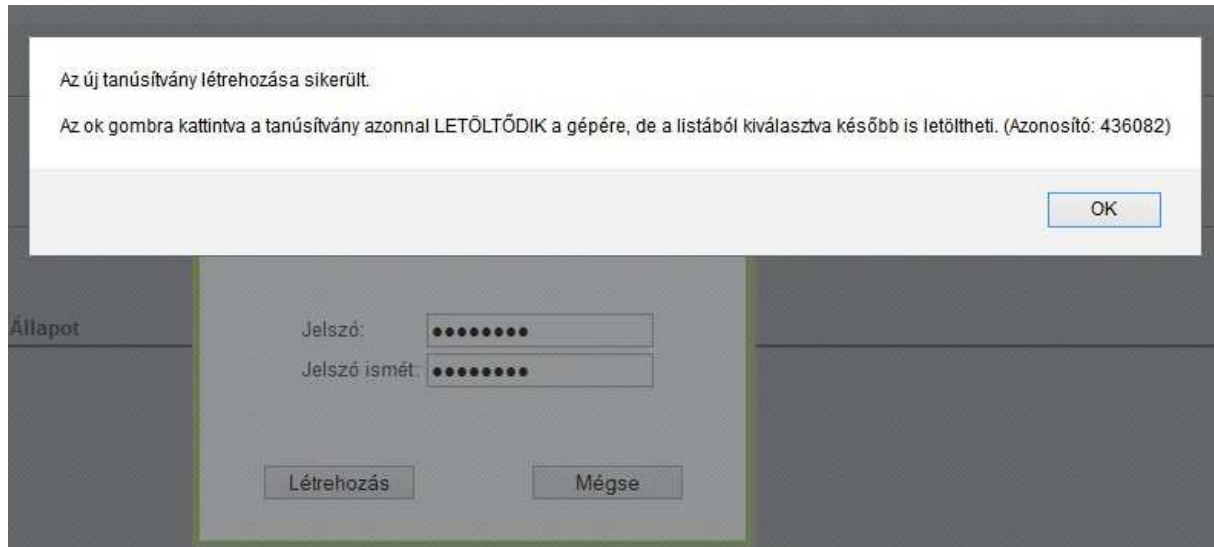 Az új tanúsítvány létrehozása sikerült.
Az ok gombra kattintva a tanúsítvány azonnal LETÖLTŐDIK a gépére, de a listából kiválasztva később is letöltheti. (Azonosító: 436082)
OK
Állapot
Jelszó: ●●●●●●●●
Jelszó ismét: ●●●●●●●●
Létrehozás Mégse